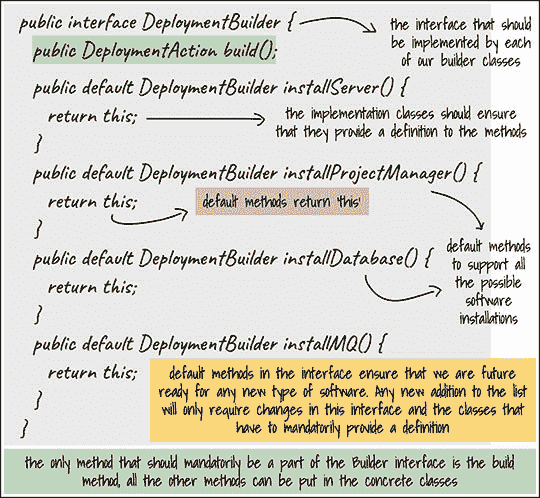 public interface DeploymentBuilder {
the interface that should
be implemented by each
of our builder classes
public DeploymentAction build();
public default DeploymentBuilder installServer() {
return this;
the implementation classes should ensure
that they provide a definition to the methods
}
public default DeploymentBuilder installProjectManager() {
return this;
default methods return 'this'
}
default methods
to support all
the possible
software
installations
public default DeploymentBuilder installDatabase() {
return this;
}
public default DeploymentBuilder installMQ() {
return this;
}
}
default methods in the interface ensure that we are future
ready for any new type of software. Any new addition to the list
will only require changes in this interface and the classes that
have to mandatorily provide a definition
the only method that should mandatorily be a part of the Builder interface is the build
method, all the other methods can be put in the concrete classes